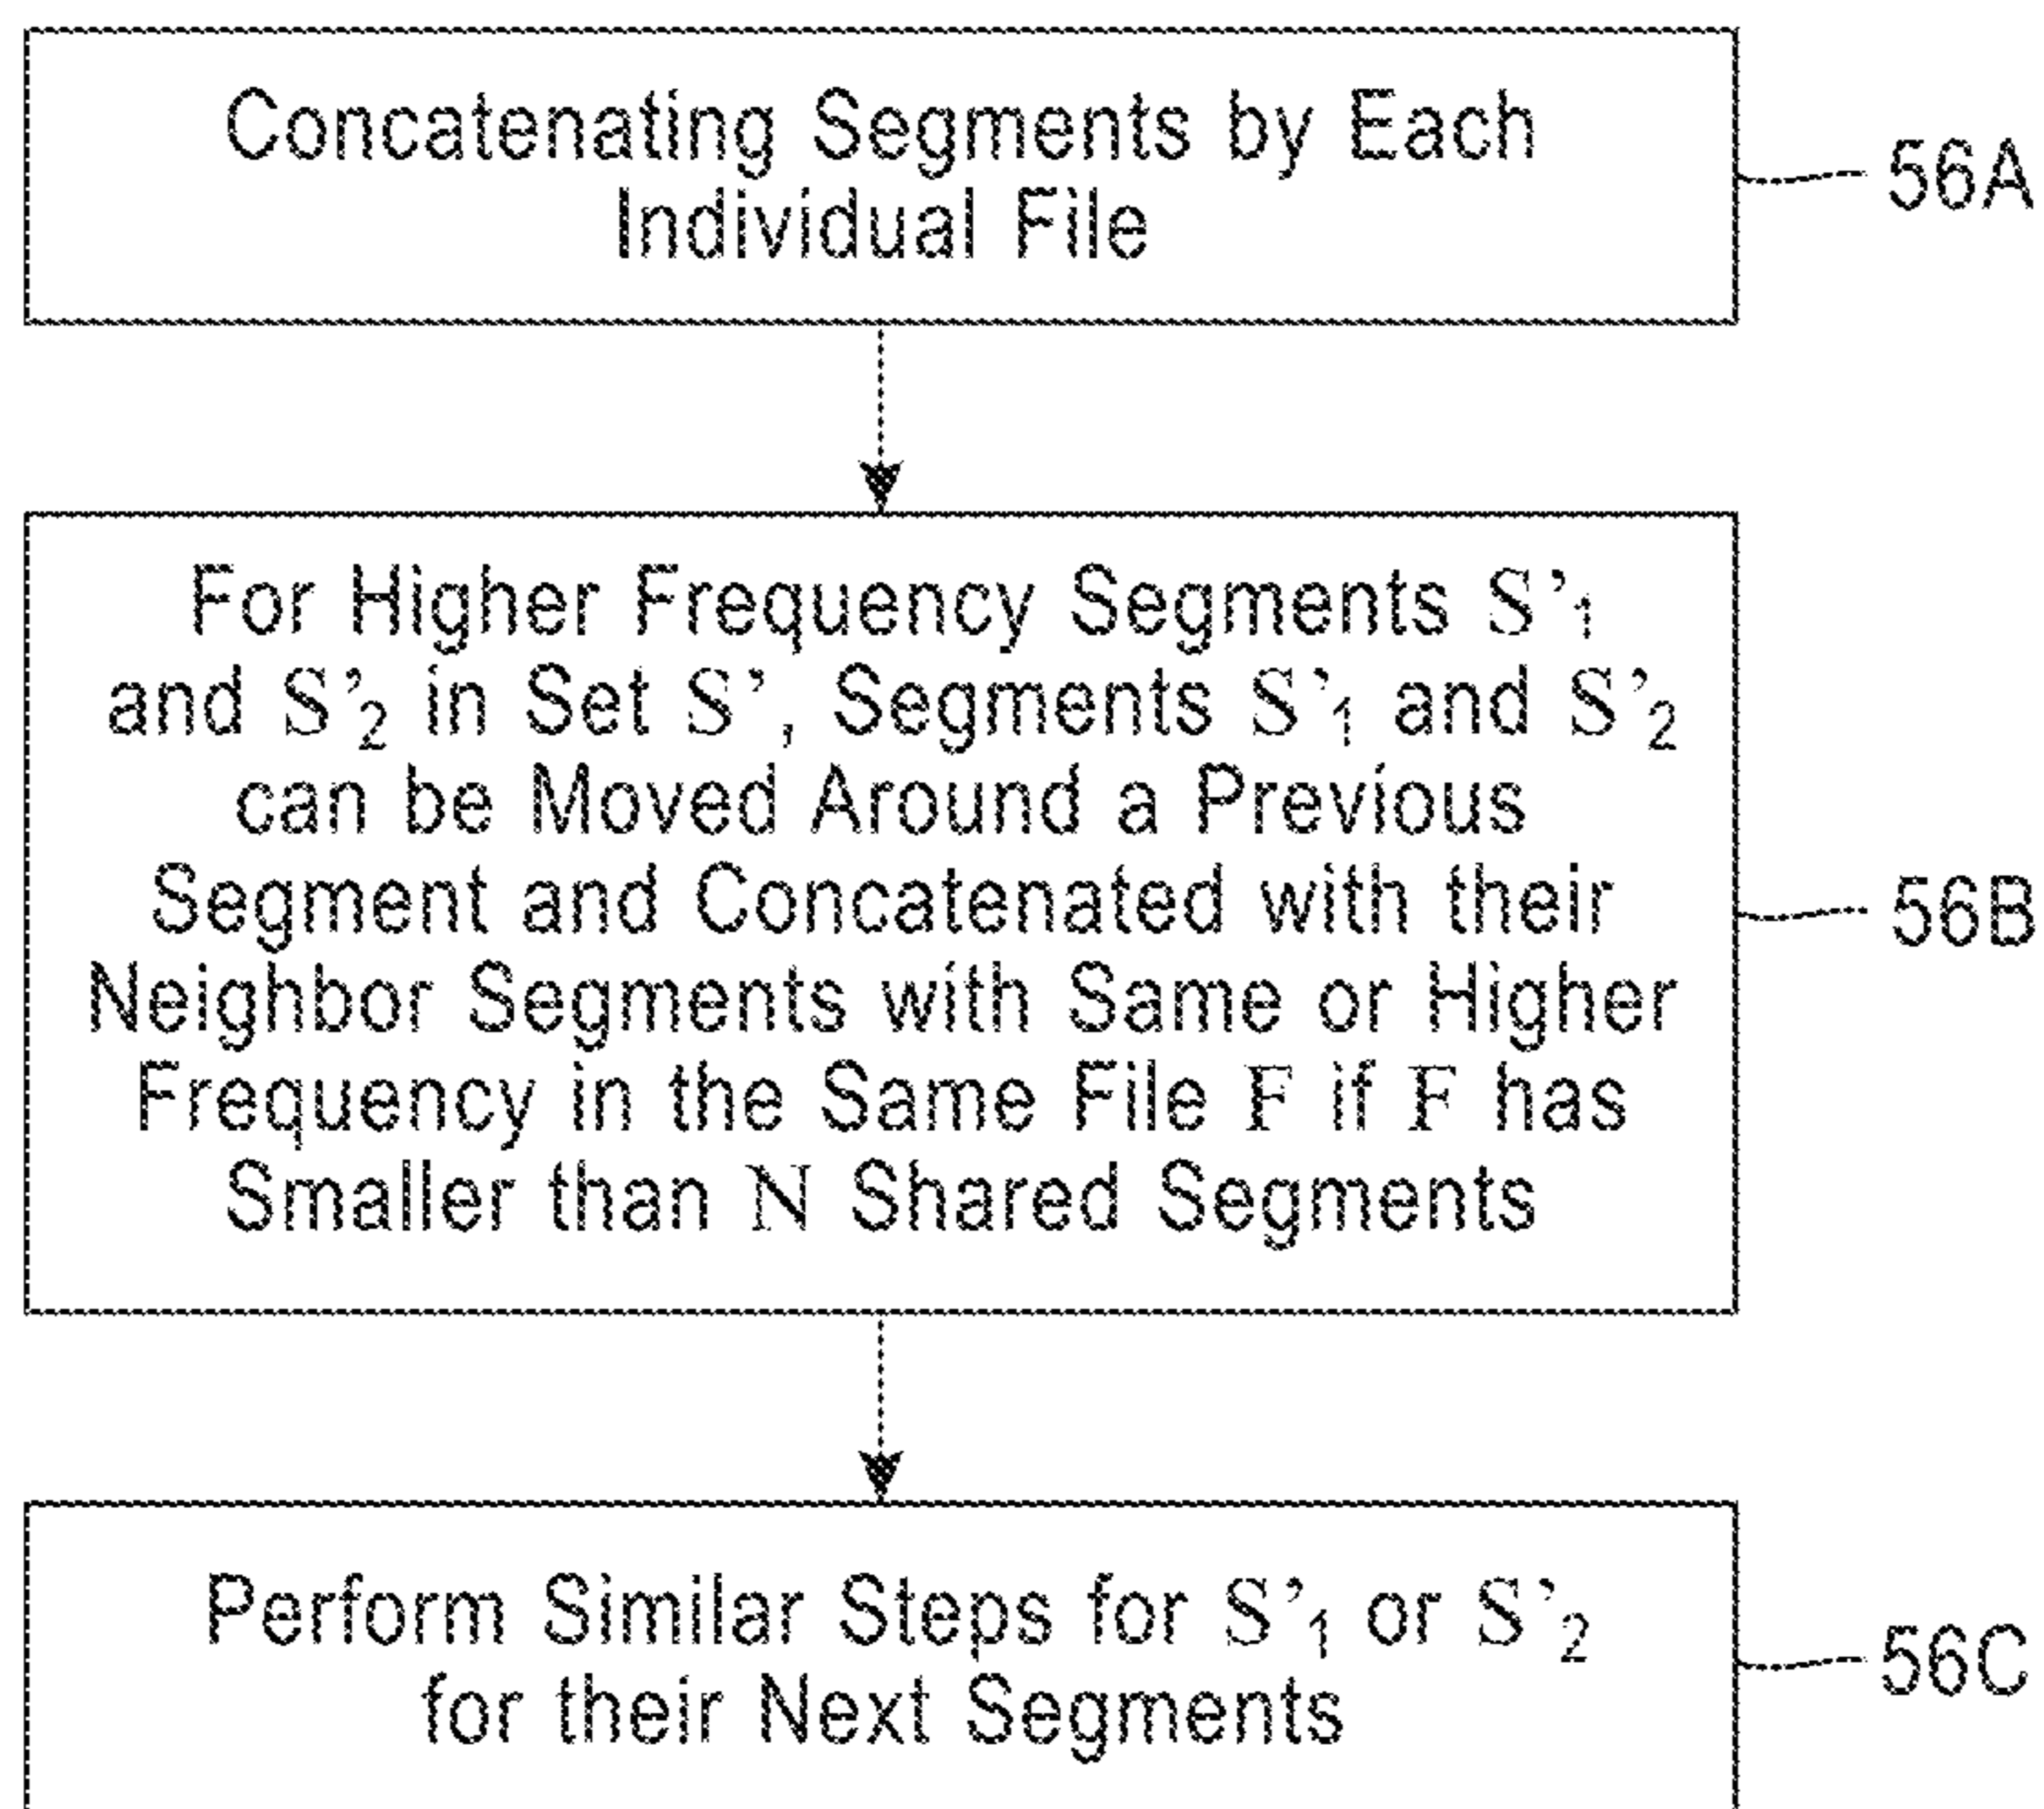 Concatenating Segments by Each
Individual File
56A
For Higher Frequency Segments S'₁
and S'₂ in Set S', Segments S'₁ and S'₂
can be Moved Around a Previous
Segment and Concatenated with their
Neighbor Segments with Same or Higher
Frequency in the Same File F if F has
Smaller than N Shared Segments
56B
Perform Similar Steps for S'₁ or S'₂
for their Next Segments
56C